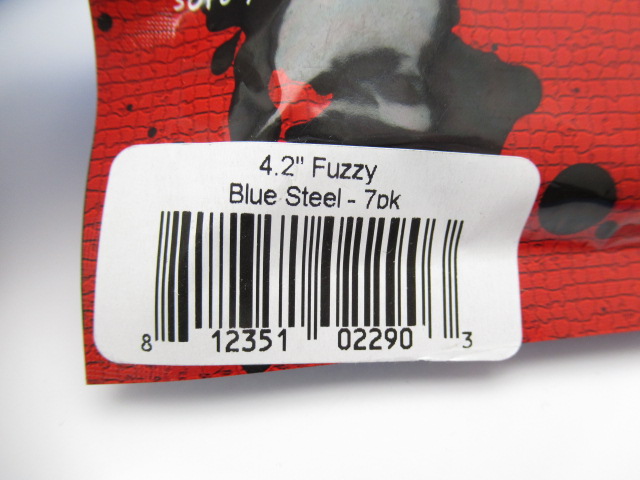 4.2" Fuzzy
Blue Steel - 7pk
8 12351 02290 3